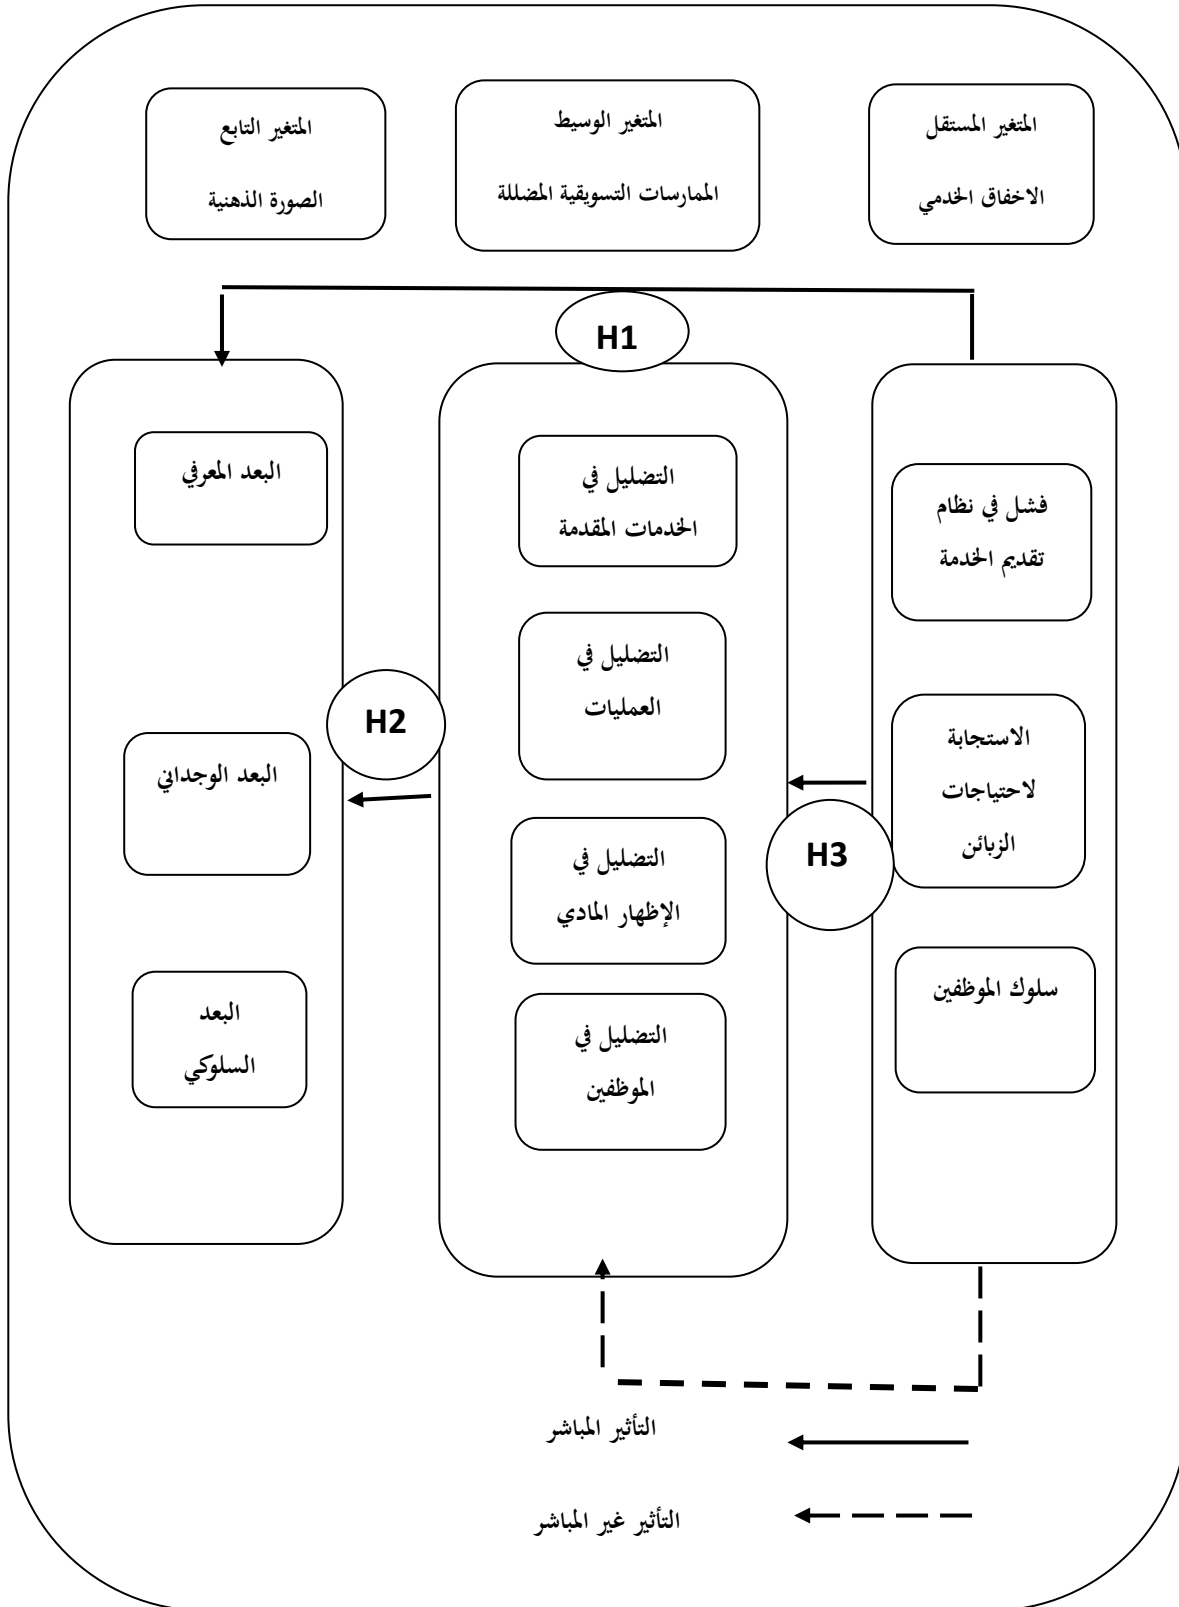 المتغير المستقل
الاخفاق الخدمي
المتغير الوسيط
الممارسات التسويقية المضللة
المتغير التابع
الصورة الذهنية
H1
فشل في نظام
تقديم الخدمة
الاستجابة
لاحتياجات
الزبائن
سلوك الموظفين
H3
التضليل في
الخدمات المقدمة
التضليل في
العمليات
التضليل في
الإظهار المادي
التضليل في
الموظفين
H2
البعد المعرفي
البعد الوجداني
البعد
السلوكي
التأثير المباشر
التأثير غير المباشر